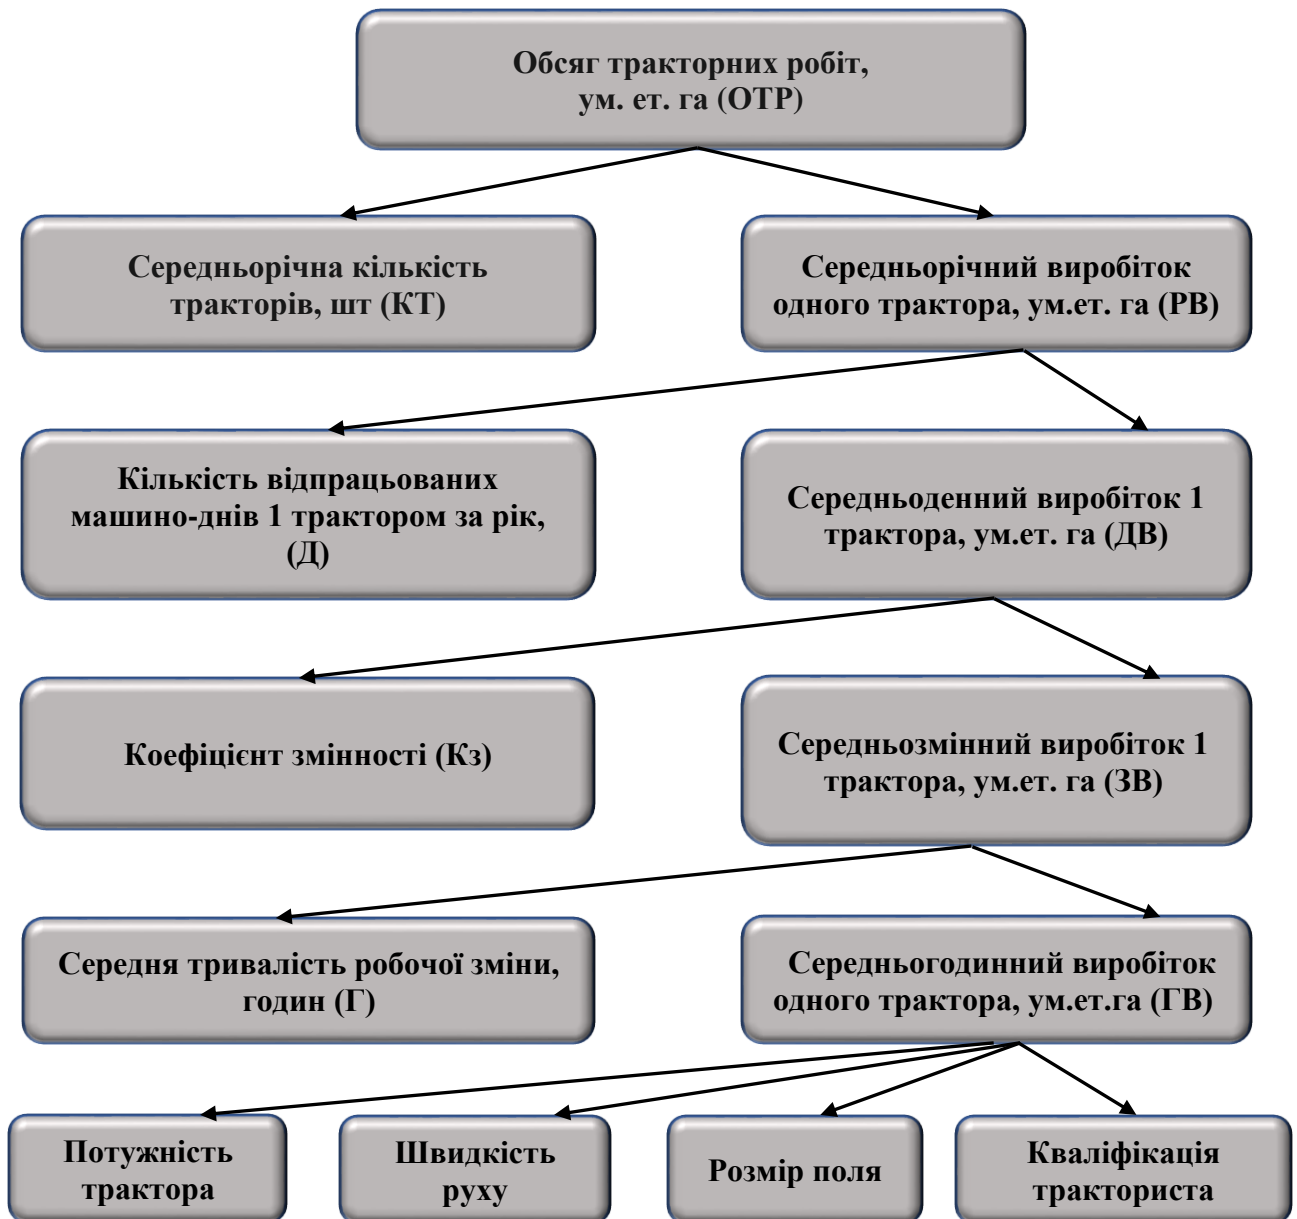 Обсяг тракторних робіт,
ум. ет. га (ОТР)
Середньорічна кількість
тракторів, шт (КТ)
Середньорічний виробіток
одного трактора, ум.ет. га (РВ)
Кількість відпрацьованих
машино-днів 1 трактором за рік,
(Д)
Середньоденний виробіток 1
трактора, ум.ет. га (ДВ)
Коефіцієнт змінності (Кз)
Середньозмінний виробіток 1
трактора, ум.ет. га (ЗВ)
Середня тривалість робочої зміни,
годин (Г)
Середньогодинний виробіток
одного трактора, ум.ет.га (ГВ)
Потужність
трактора
Швидкість
руху
Розмір поля
Кваліфікація
тракториста